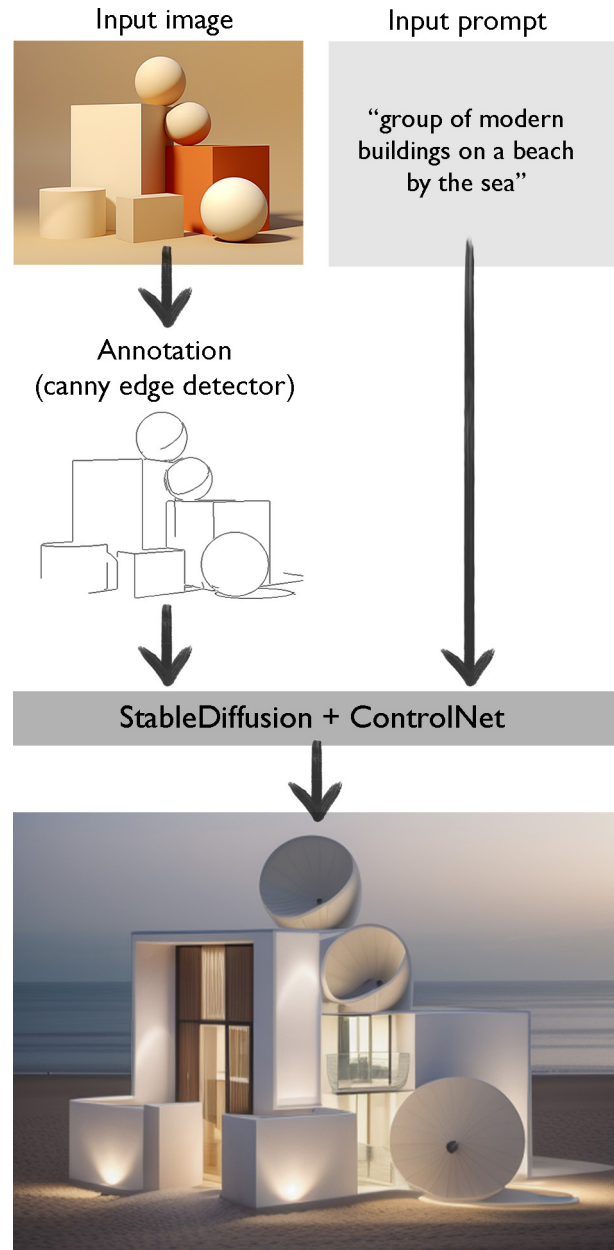 Input image
Input prompt
“group of modern
buildings on a beach
by the sea”
Annotation
(canny edge detector)
StableDiffusion + ControlNet